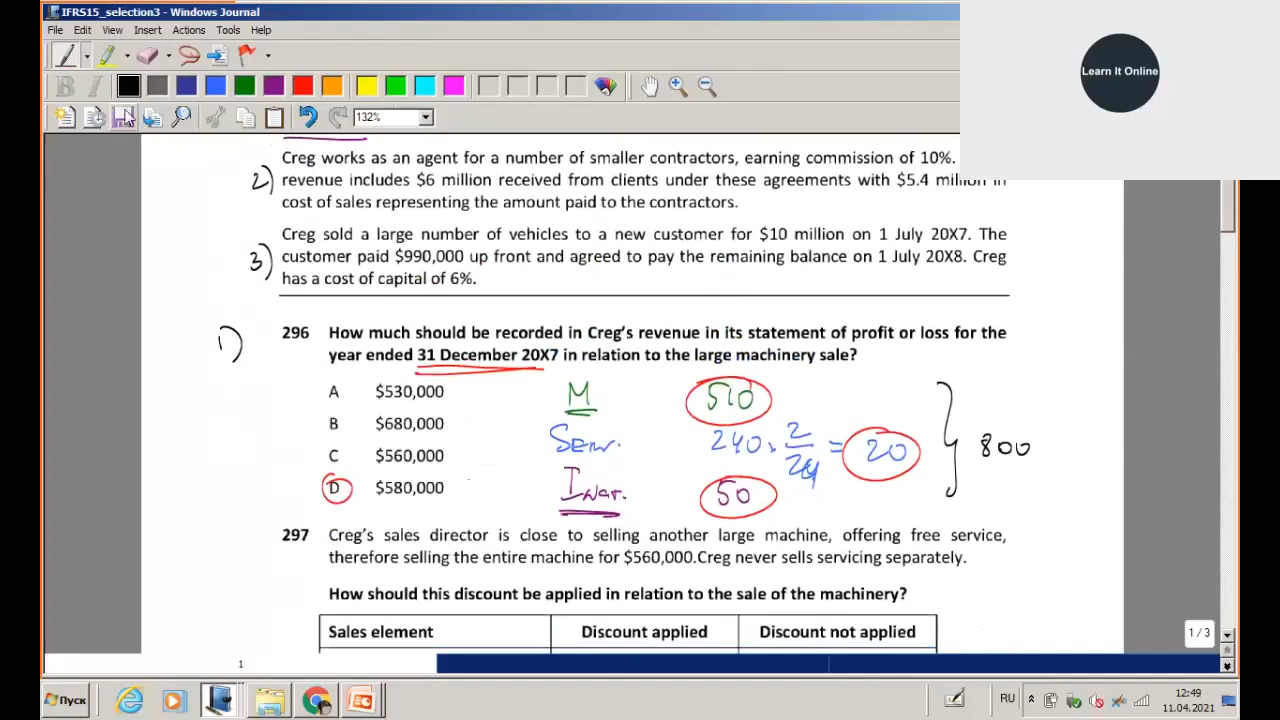 IFRS15_selection3 - Windows Journal
File Edit View Insert Actions Tools Help
Learn It Online
B I
132%
Creg works as an agent for a number of smaller contractors, earning commission of 10%.
2) revenue includes $6 million received from clients under these agreements with $5.4 million in
cost of sales representing the amount paid to the contractors.
Creg sold a large number of vehicles to a new customer for $10 million on 1 July 20X7. The
3) customer paid $990,000 up front and agreed to pay the remaining balance on 1 July 20X8. Creg
has a cost of capital of 6%.
1) 296 How much should be recorded in Creg's revenue in its statement of profit or loss for the
year ended 31 December 20X7 in relation to the large machinery sale?
A $530,000 M 510
B $680,000 Serv. 240 · 2/24 = 20 800
C $560,000
D $580,000 Inst. 50
297 Creg's sales director is close to selling another large machine, offering free service,
therefore selling the entire machine for $560,000.Creg never sells servicing separately.
How should this discount be applied in relation to the sale of the machinery?
Sales element Discount applied Discount not applied
1 / 3
1
Пуск
RU
12:49
11.04.2021